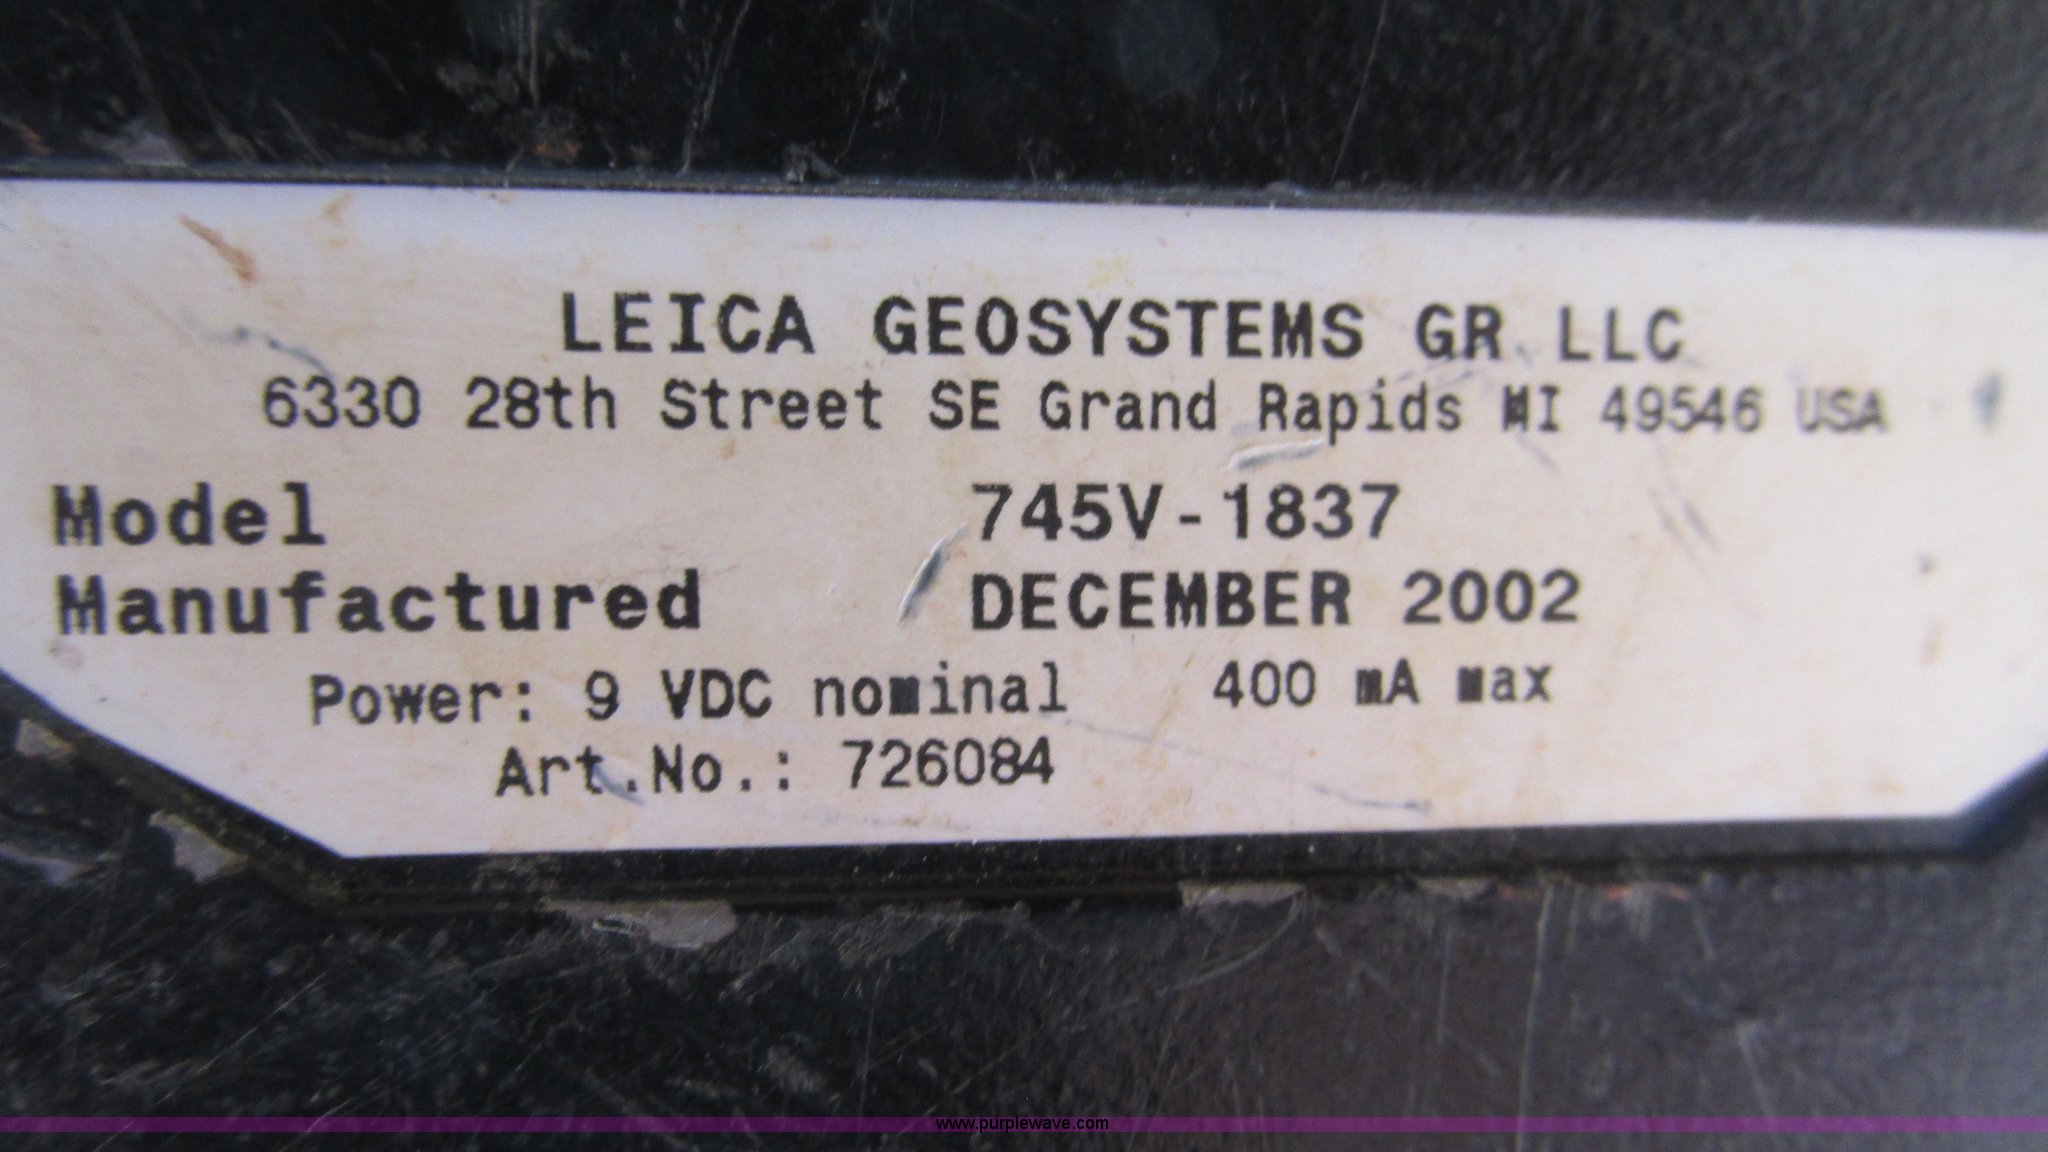 LEICA GEOSYSTEMS GR LLC
6330 28th Street SE Grand Rapids MI 49546 USA
Model 745V-1837
Manufactured DECEMBER 2002
Power: 9 VDC nominal 400 mA max
Art.No.: 726084
www.purplewave.com